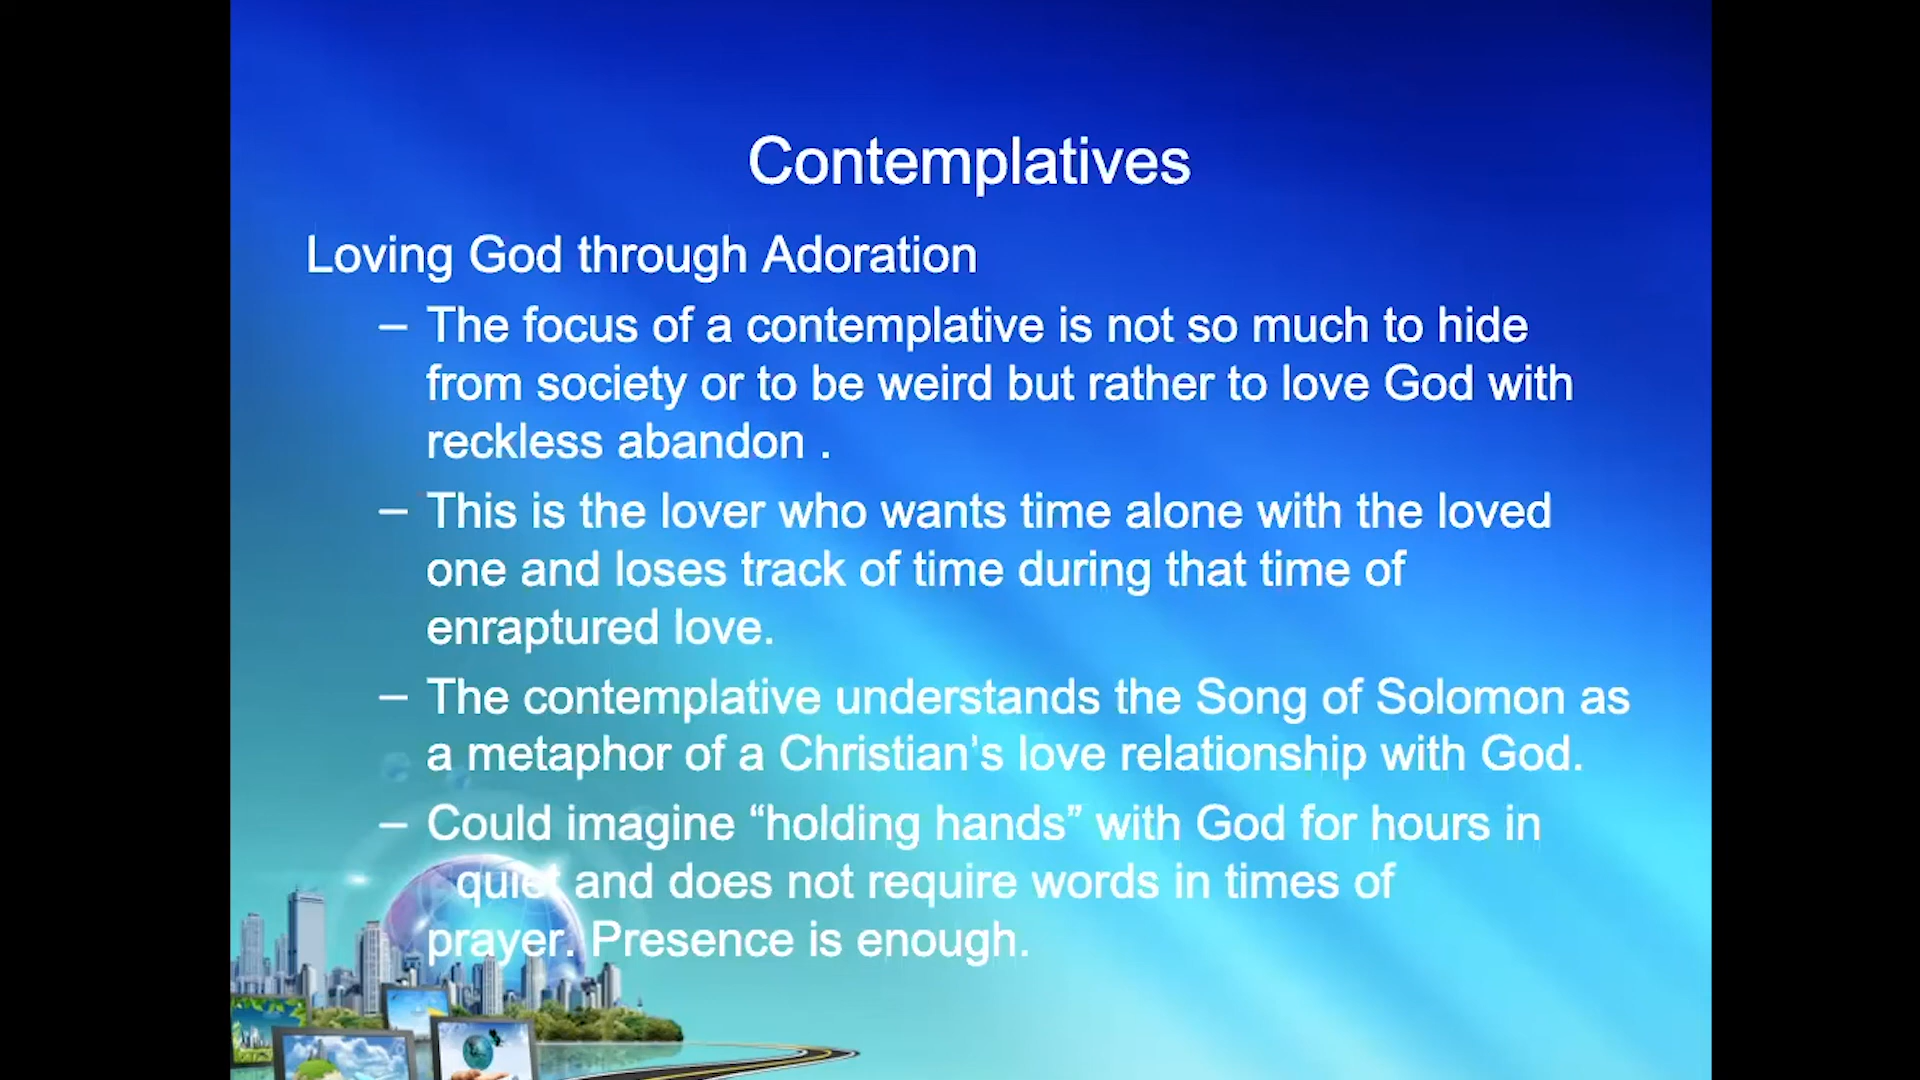 Contemplatives
Loving God through Adoration
– The focus of a contemplative is not so much to hide
from society or to be weird but rather to love God with
reckless abandon .
– This is the lover who wants time alone with the loved
one and loses track of time during that time of
enraptured love.
– The contemplative understands the Song of Solomon as
a metaphor of a Christian’s love relationship with God.
– Could imagine “holding hands” with God for hours in
quiet and does not require words in times of
prayer. Presence is enough.